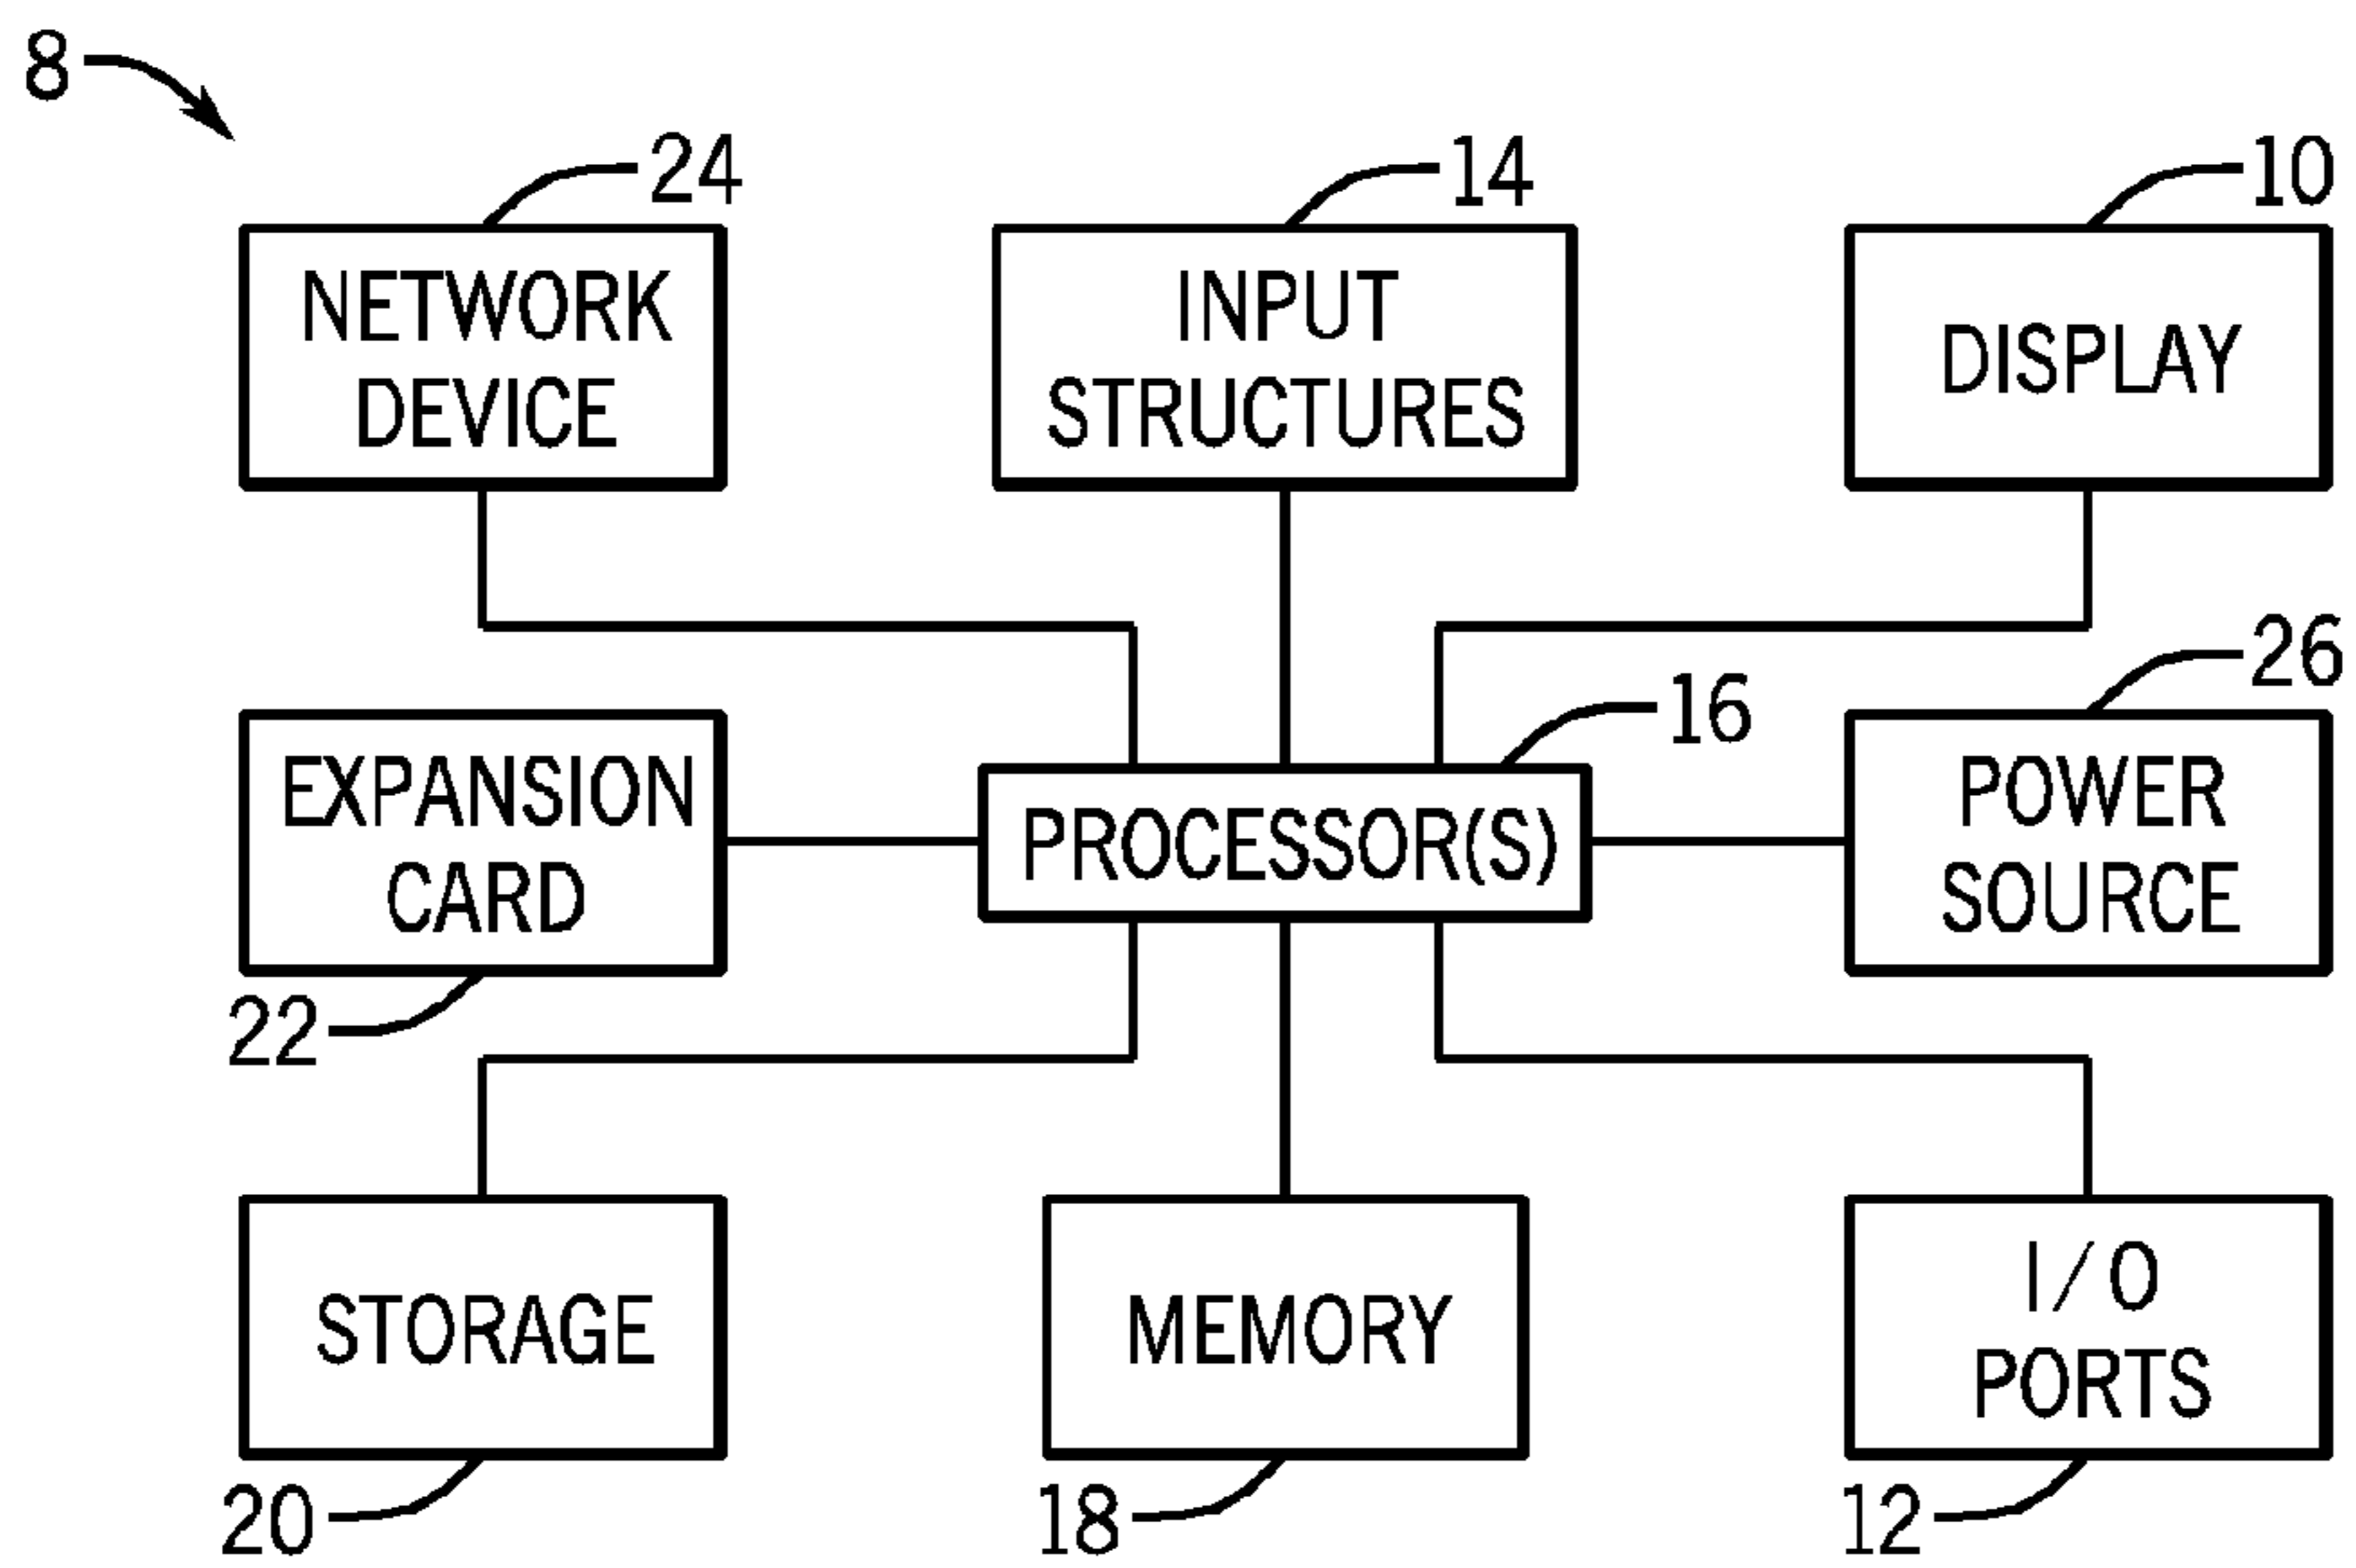 8
24
14
10
NETWORK
DEVICE
INPUT
STRUCTURES
DISPLAY
26
16
EXPANSION
CARD
PROCESSOR(S)
POWER
SOURCE
22
STORAGE
MEMORY
I/O
PORTS
20
18
12